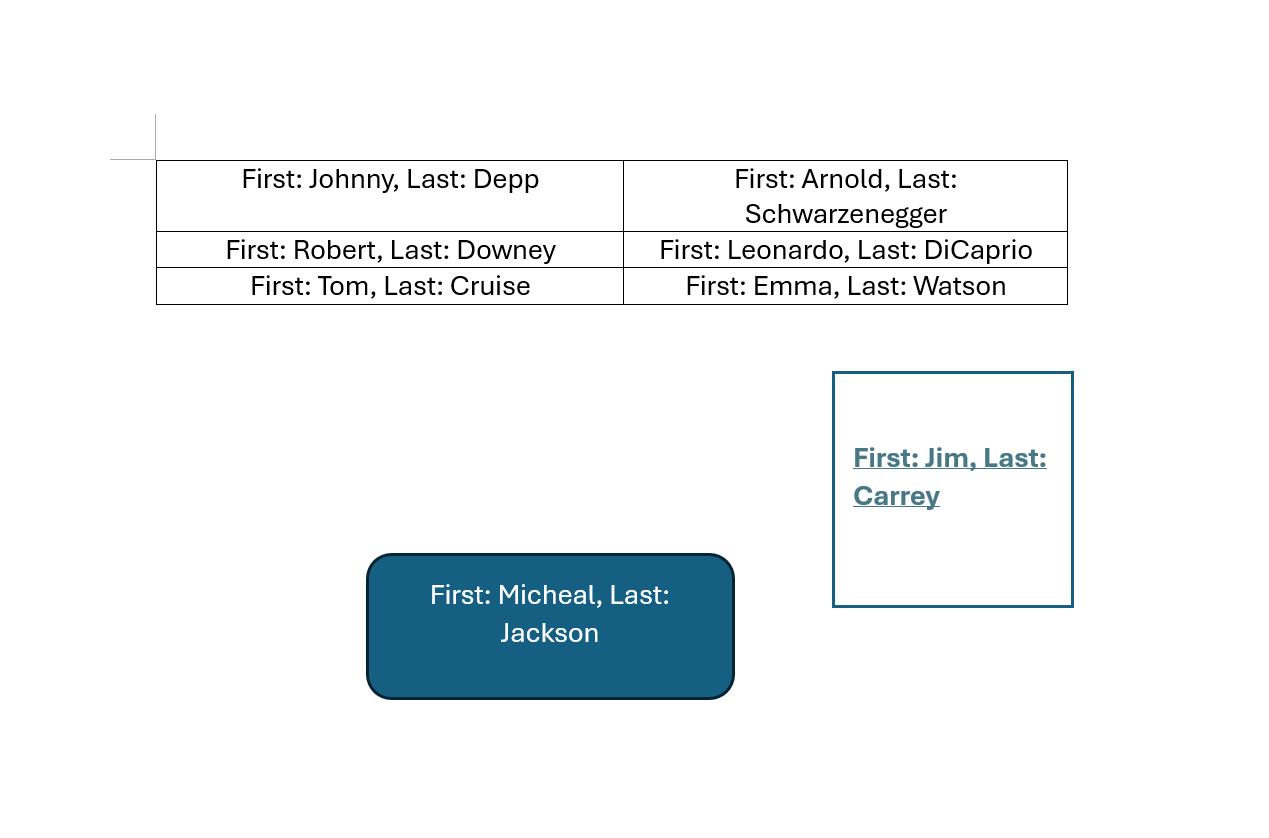 First: Johnny, Last: Depp
First: Arnold, Last:
Schwarzenegger
First: Robert, Last: Downey
First: Leonardo, Last: DiCaprio
First: Tom, Last: Cruise
First: Emma, Last: Watson
First: Jim, Last:
Carrey
First: Micheal, Last:
Jackson